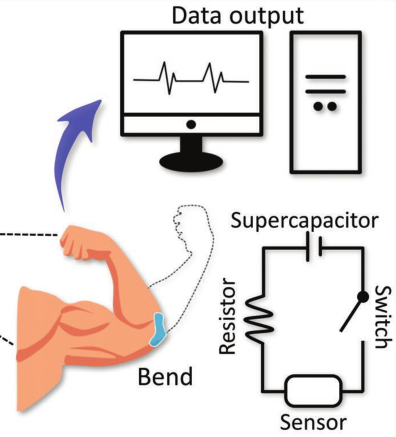 Data output
Supercapacitor
Resistor
Switch
Bend
Sensor